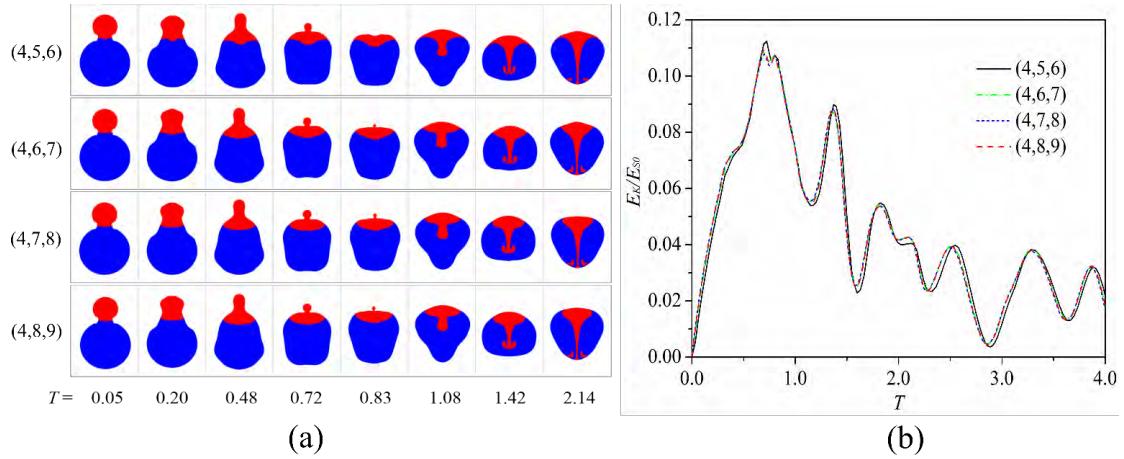 (4,5,6)
(4,6,7)
(4,7,8)
(4,8,9)
T = 0.05 0.20 0.48 0.72 0.83 1.08 1.42 2.14
(a)
0.12
0.10
0.08
0.06
0.04
0.02
0.00
E_K/E_S0
(4,5,6)
(4,6,7)
(4,7,8)
(4,8,9)
0.0 1.0 2.0 3.0 4.0
T
(b)